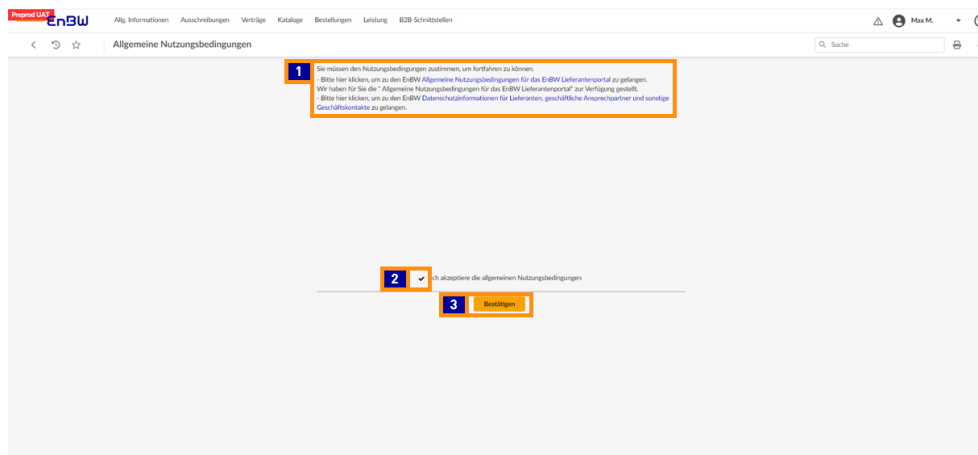 Preprod UAT
EnBW
Allg. Informationen Ausschreibungen Verträge Kataloge Bestellungen Leistung B2B-Schnittstellen
Max M.
Allgemeine Nutzungsbedingungen
Suche
1
Sie müssen den Nutzungsbedingungen zustimmen, um fortfahren zu können.
- Bitte hier klicken, um zu den EnBW Allgemeine Nutzungsbedingungen für das EnBW Lieferantenportal zu gelangen.
Wir haben für Sie die " Allgemeine Nutzungsbedingungen für das EnBW Lieferantenportal" zur Verfügung gestellt.
- Bitte hier klicken, um zu den EnBW Datenschutzinformationen für Lieferanten, geschäftliche Ansprechpartner und sonstige
Geschäftskontakte zu gelangen.
2
ch akzeptiere die allgemeinen Nutzungsbedingungen
3
Bestätigen